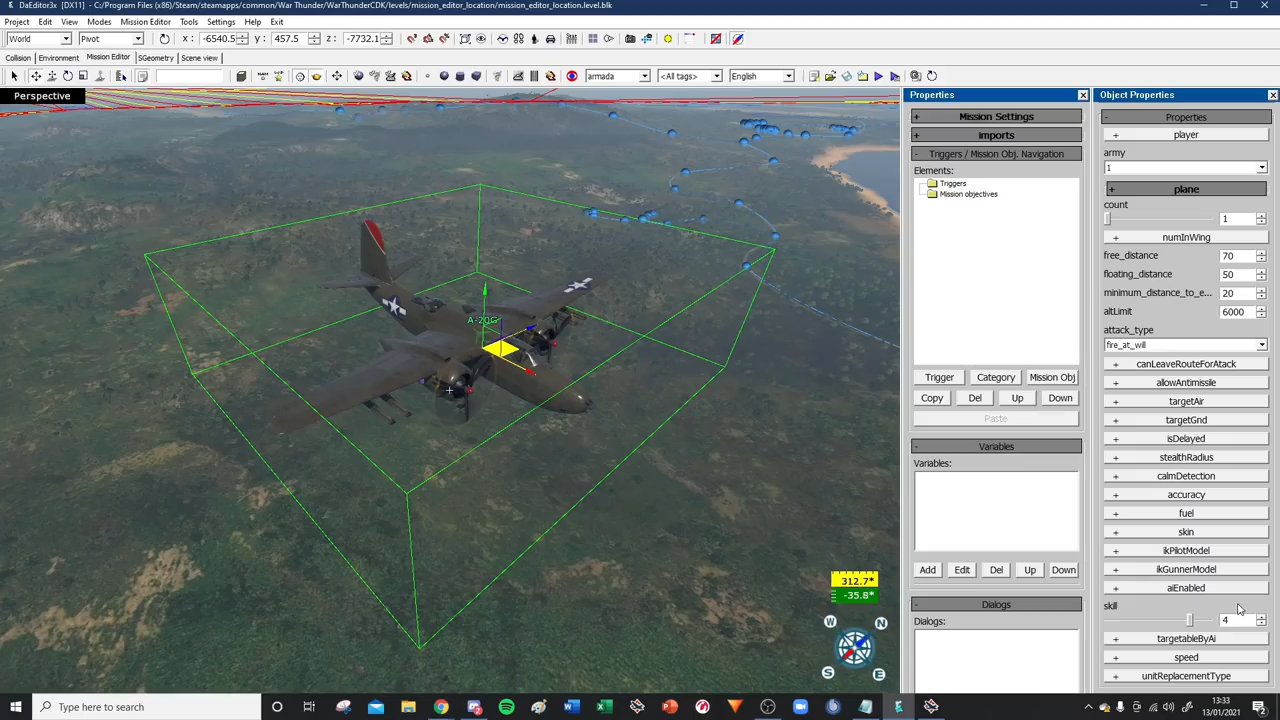 DaEditor3x [DX11] - C:/Program Files (x86)/Steam/steamapps/common/War Thunder/WarThunderCDK/levels/mission_editor_location/mission_editor_location.level.blk
Project Edit View Modes Mission Editor Tools Settings Help Exit
World Pivot x : -6540.5 y : 457.5 z : -7732.1
Collision Environment Mission Editor SGeometry Scene view
armada <All tags> English
Perspective
A-20G
312.7*
-35.8*
W N S E
Properties
+ Mission Settings
+ imports
- Triggers / Mission Obj. Navigation
Elements:
Triggers
Mission objectives
Trigger Category Mission Obj
Copy Del Up Down
Paste
- Variables
Variables:
Add Edit Del Up Down
- Dialogs
Dialogs:
Object Properties
- Properties
+ player
army
1
+ plane
count
1
+ numInWing
free_distance 70
floating_distance 50
minimum_distance_to_e... 20
altLimit 6000
attack_type
fire_at_will
+ canLeaveRouteForAtack
+ allowAntimissile
+ targetAir
+ targetGnd
+ isDelayed
+ stealthRadius
+ calmDetection
+ accuracy
+ fuel
+ skin
+ ikPilotModel
+ ikGunnerModel
+ aiEnabled
skill
4
+ targetableByAi
+ speed
+ unitReplacementType
Type here to search
13:33
13/01/2021